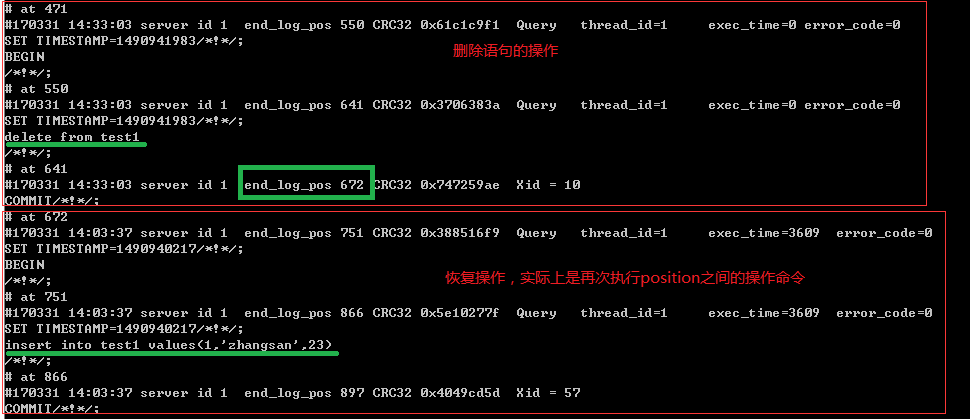 # at 471
#170331 14:33:03 server id 1  end_log_pos 550 CRC32 0x61c1c9f1  Query   thread_id=1     exec_time=0 error_code=0
SET TIMESTAMP=1490941983/*!*/;
删除语句的操作
BEGIN
/*!*/;
# at 550
#170331 14:33:03 server id 1  end_log_pos 641 CRC32 0x3706383a  Query   thread_id=1     exec_time=0 error_code=0
SET TIMESTAMP=1490941983/*!*/;
delete from test1
/*!*/;
# at 641
#170331 14:33:03 server id 1  end_log_pos 672 CRC32 0x747259ae  Xid = 10
COMMIT/*!*/;
# at 672
#170331 14:03:37 server id 1  end_log_pos 751 CRC32 0x388516f9  Query   thread_id=1     exec_time=3609  error_code=0
SET TIMESTAMP=1490940217/*!*/;
BEGIN
恢复操作，实际上是再次执行position之间的操作命令
/*!*/;
# at 751
#170331 14:03:37 server id 1  end_log_pos 866 CRC32 0x5e10277f  Query   thread_id=1     exec_time=3609  error_code=0
SET TIMESTAMP=1490940217/*!*/;
insert into test1 values(1,'zhangsan',23)
/*!*/;
# at 866
#170331 14:03:37 server id 1  end_log_pos 897 CRC32 0x4049cd5d  Xid = 57
COMMIT/*!*/;